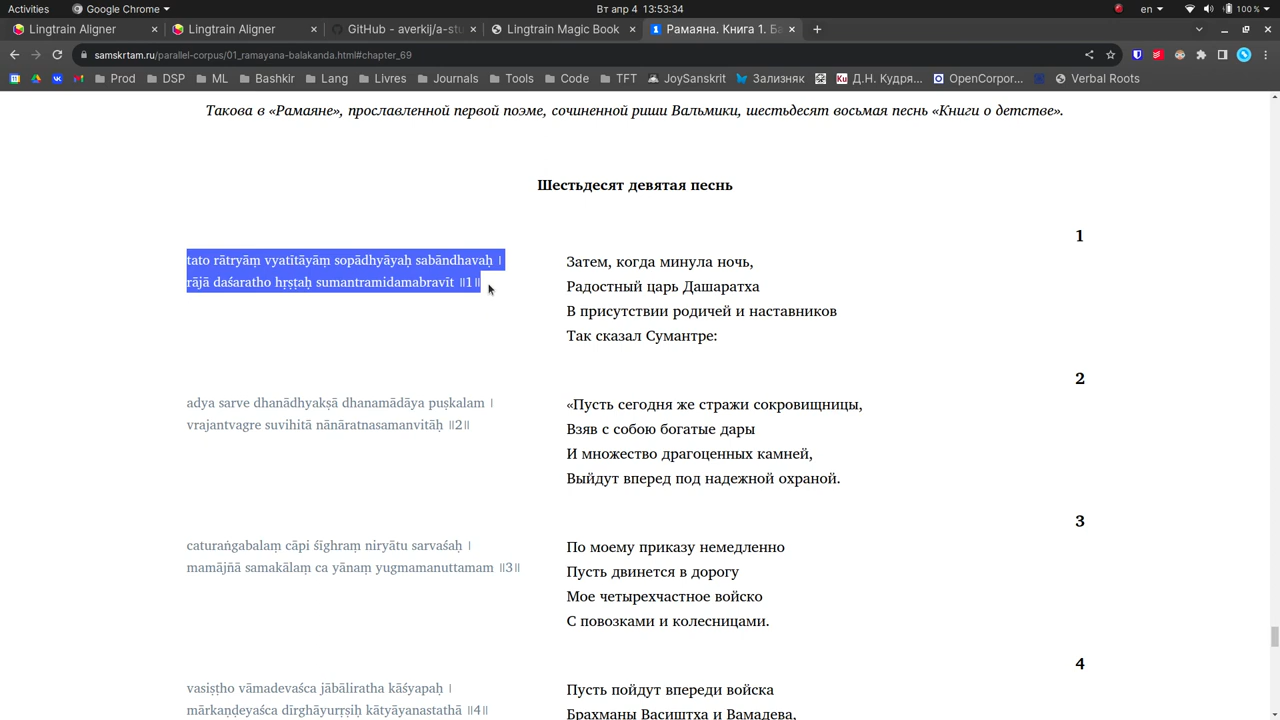 Activities
Google Chrome
Вт апр 4 13:53:34
en
100 %
Lingtrain Aligner
Lingtrain Aligner
GitHub - averkij/a-stu
Lingtrain Magic Book
Рамаяна. Книга 1. Ба
samskrtam.ru/parallel-corpus/01_ramayana-balakanda.html#chapter_69
Prod
DSP
ML
Bashkir
Lang
Livres
Journals
Tools
Code
TFT
JoySanskrit
Зализняк
Д.Н. Кудря...
OpenCorpor...
Verbal Roots
Такова в «Рамаяне», прославленной первой поэме, сочиненной риши Вальмики, шестьдесят восьмая песнь «Книги о детстве».
Шестьдесят девятая песнь
1
tato rātryāṃ vyatītāyāṃ sopādhyāyaḥ sabāndhavaḥ ।
rājā daśaratho hṛṣṭaḥ sumantramidamabravīt ॥1॥
Затем, когда минула ночь,
Радостный царь Дашаратха
В присутствии родичей и наставников
Так сказал Сумантре:
2
adya sarve dhanādhyakṣā dhanamādāya puṣkalam ।
vrajantvagre suvihitā nānāratnasamanvitāḥ ॥2॥
«Пусть сегодня же стражи сокровищницы,
Взяв с собою богатые дары
И множество драгоценных камней,
Выйдут вперед под надежной охраной.
3
caturaṅgabalaṃ cāpi śīghraṃ niryātu sarvaśaḥ ।
mamājñā samakālaṃ ca yānaṃ yugmamanuttamam ॥3॥
По моему приказу немедленно
Пусть двинется в дорогу
Мое четырехчастное войско
С повозками и колесницами.
4
vasiṣṭho vāmadevaśca jābāliratha kāśyapaḥ ।
mārkaṇḍeyaśca dīrghāyurṛṣiḥ kātyāyanastathā ॥4॥
Пусть пойдут впереди войска
Брахманы Васиштха и Вамадева,